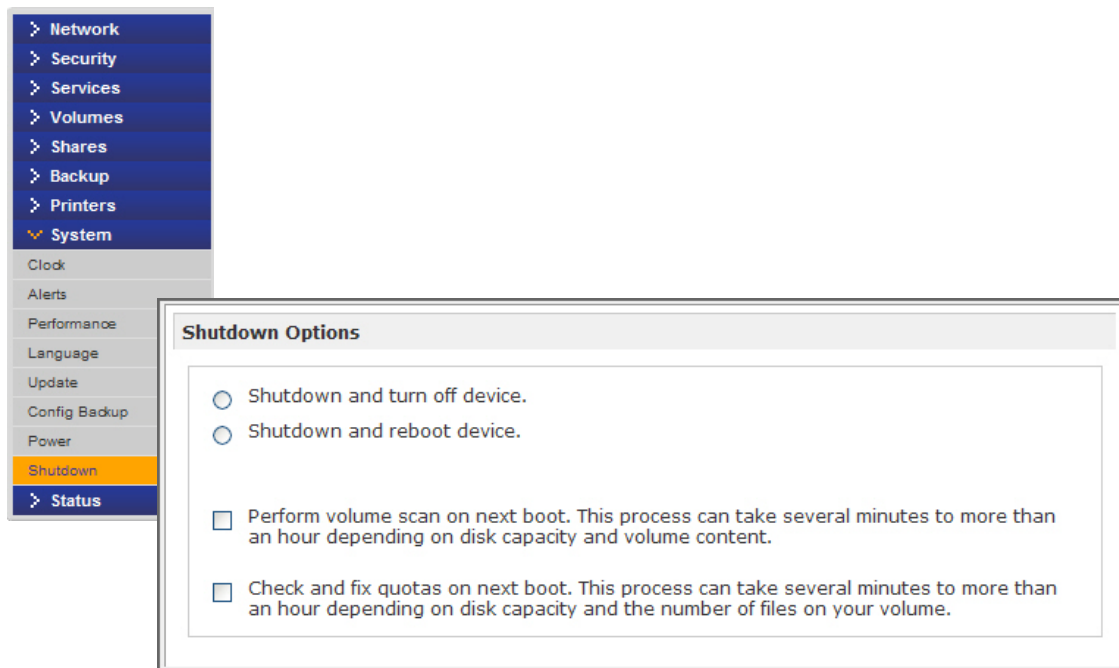 Network
Security
Services
Volumes
Shares
Backup
Printers
System
Clock
Alerts
Performance
Language
Update
Config Backup
Power
Shutdown
Status
Shutdown Options
Shutdown and turn off device.
Shutdown and reboot device.
Perform volume scan on next boot. This process can take several minutes to more than
an hour depending on disk capacity and volume content.
Check and fix quotas on next boot. This process can take several minutes to more than
an hour depending on disk capacity and the number of files on your volume.